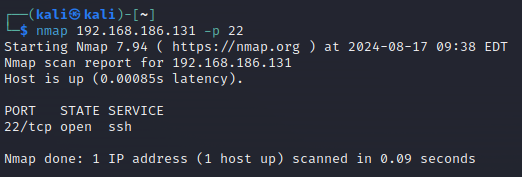 ┌──(kali㉿kali)-[~]
└─$ nmap 192.168.186.131 -p 22
Starting Nmap 7.94 ( https://nmap.org ) at 2024-08-17 09:38 EDT
Nmap scan report for 192.168.186.131
Host is up (0.00085s latency).

PORT   STATE SERVICE
22/tcp open  ssh

Nmap done: 1 IP address (1 host up) scanned in 0.09 seconds